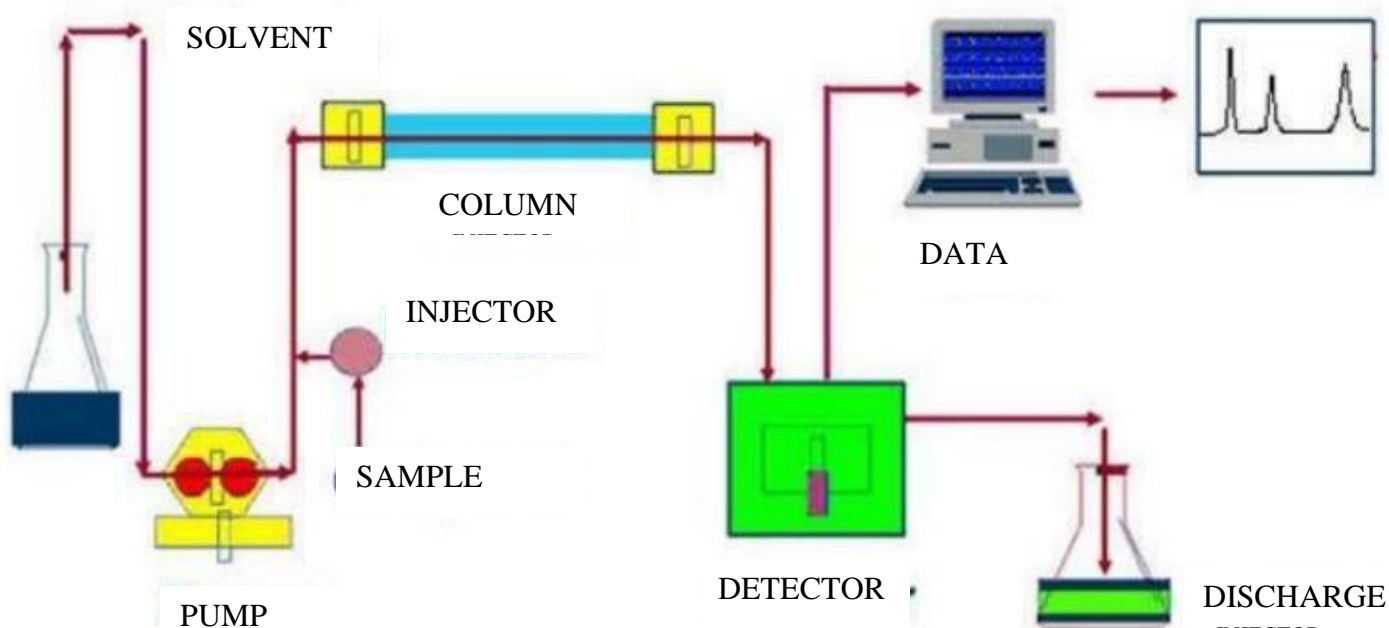 SOLVENT
COLUMN
INJECTOR
DATA
SAMPLE
PUMP
DETECTOR
DISCHARGE